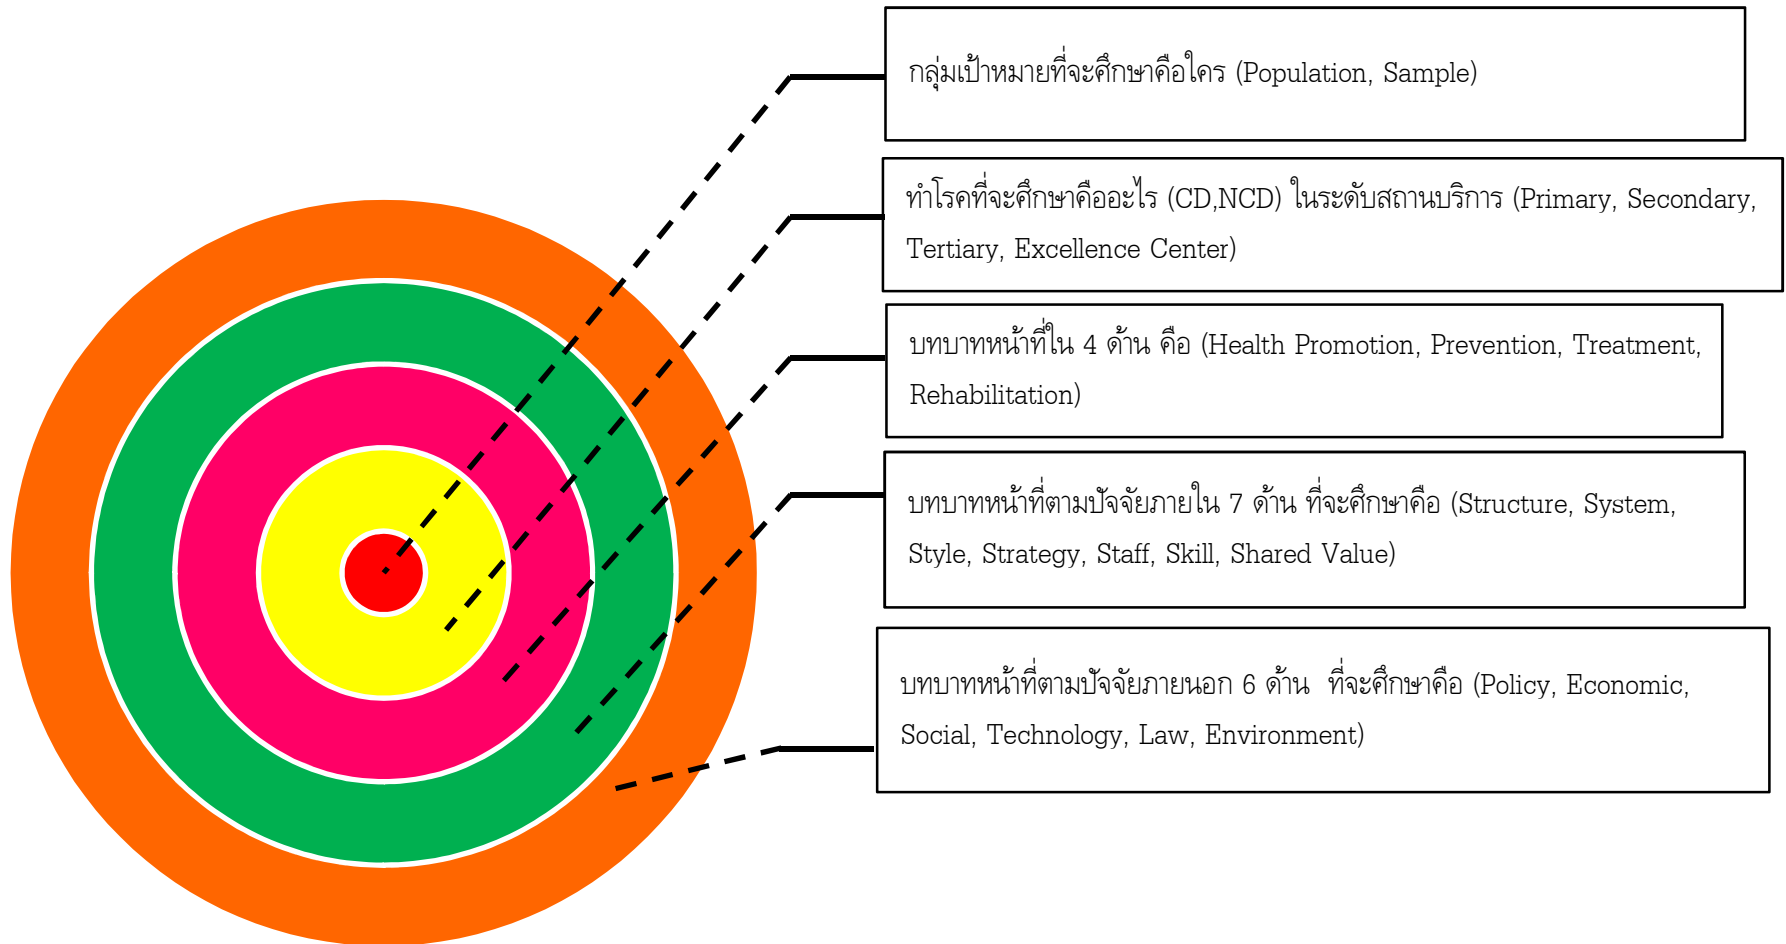 กลุ่มเป้าหมายที่จะศึกษาคือใคร (Population, Sample)
ทำโรคที่จะศึกษาคืออะไร (CD,NCD) ในระดับสถานบริการ (Primary, Secondary,
Tertiary, Excellence Center)
บทบาทหน้าที่ใน 4 ด้าน คือ (Health Promotion, Prevention, Treatment,
Rehabilitation)
บทบาทหน้าที่ตามปัจจัยภายใน 7 ด้าน ที่จะศึกษาคือ (Structure, System,
Style, Strategy, Staff, Skill, Shared Value)
บทบาทหน้าที่ตามปัจจัยภายนอก 6 ด้าน ที่จะศึกษาคือ (Policy, Economic,
Social, Technology, Law, Environment)